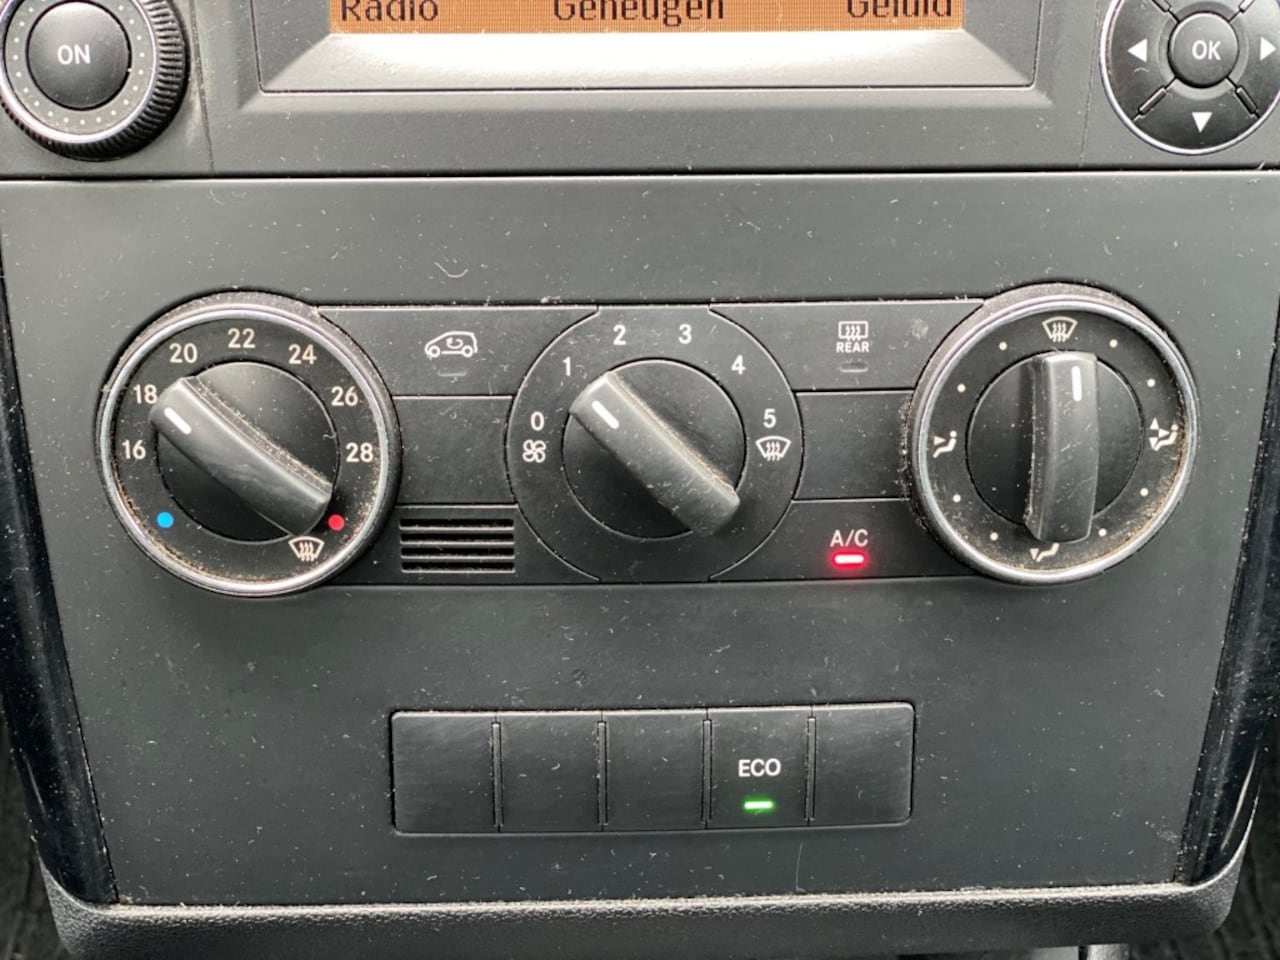 Radio Geheugen Geluid
ON
OK
16 18 20 22 24 26 28
0 1 2 3 4 5
REAR
A/C
ECO